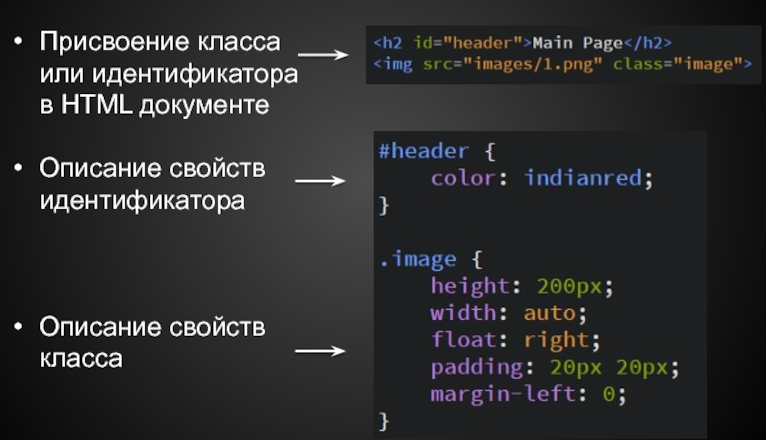 • Присвоение класса
или идентификатора
в HTML документе
<h2 id="header">Main Page</h2>
<img src="images/1.png" class="image">
• Описание свойств
идентификатора
#header {
    color: indianred;
}
• Описание свойств
класса
.image {
    height: 200px;
    width: auto;
    float: right;
    padding: 20px 20px;
    margin-left: 0;
}